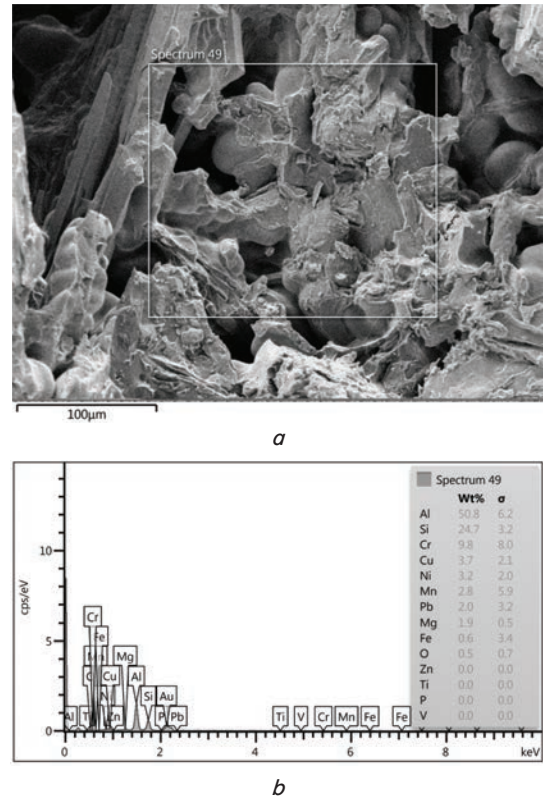 Spectrum 49
100µm
a
Spectrum 49
Wt% σ
Al 50.8 6.2
Si 24.7 3.2
Cr 9.8 8.0
Cu 3.7 2.1
Ni 3.2 2.0
Mn 2.8 5.9
Pb 2.0 3.2
Mg 1.9 0.5
Fe 0.6 3.4
O 0.5 0.7
Zn 0.0 0.0
Ti 0.0 0.0
P 0.0 0.0
V 0.0 0.0
10
cps/eV
5
Cr
Fe
Mg
Cu Al
Si Au
Al Zn P Pb Ti V Cr Mn Fe Fe
0
0 2 4 6 8 keV
b